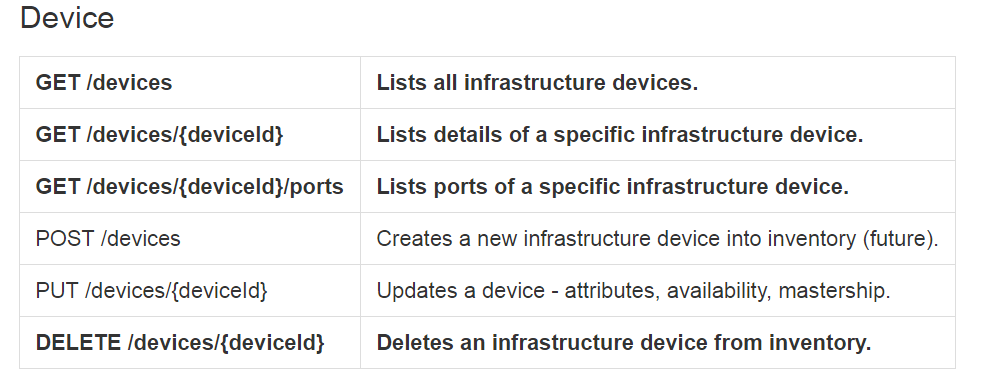 Device
GET /devices Lists all infrastructure devices.
GET /devices/{deviceId} Lists details of a specific infrastructure device.
GET /devices/{deviceId}/ports Lists ports of a specific infrastructure device.
POST /devices Creates a new infrastructure device into inventory (future).
PUT /devices/{deviceId} Updates a device - attributes, availability, mastership.
DELETE /devices/{deviceId} Deletes an infrastructure device from inventory.